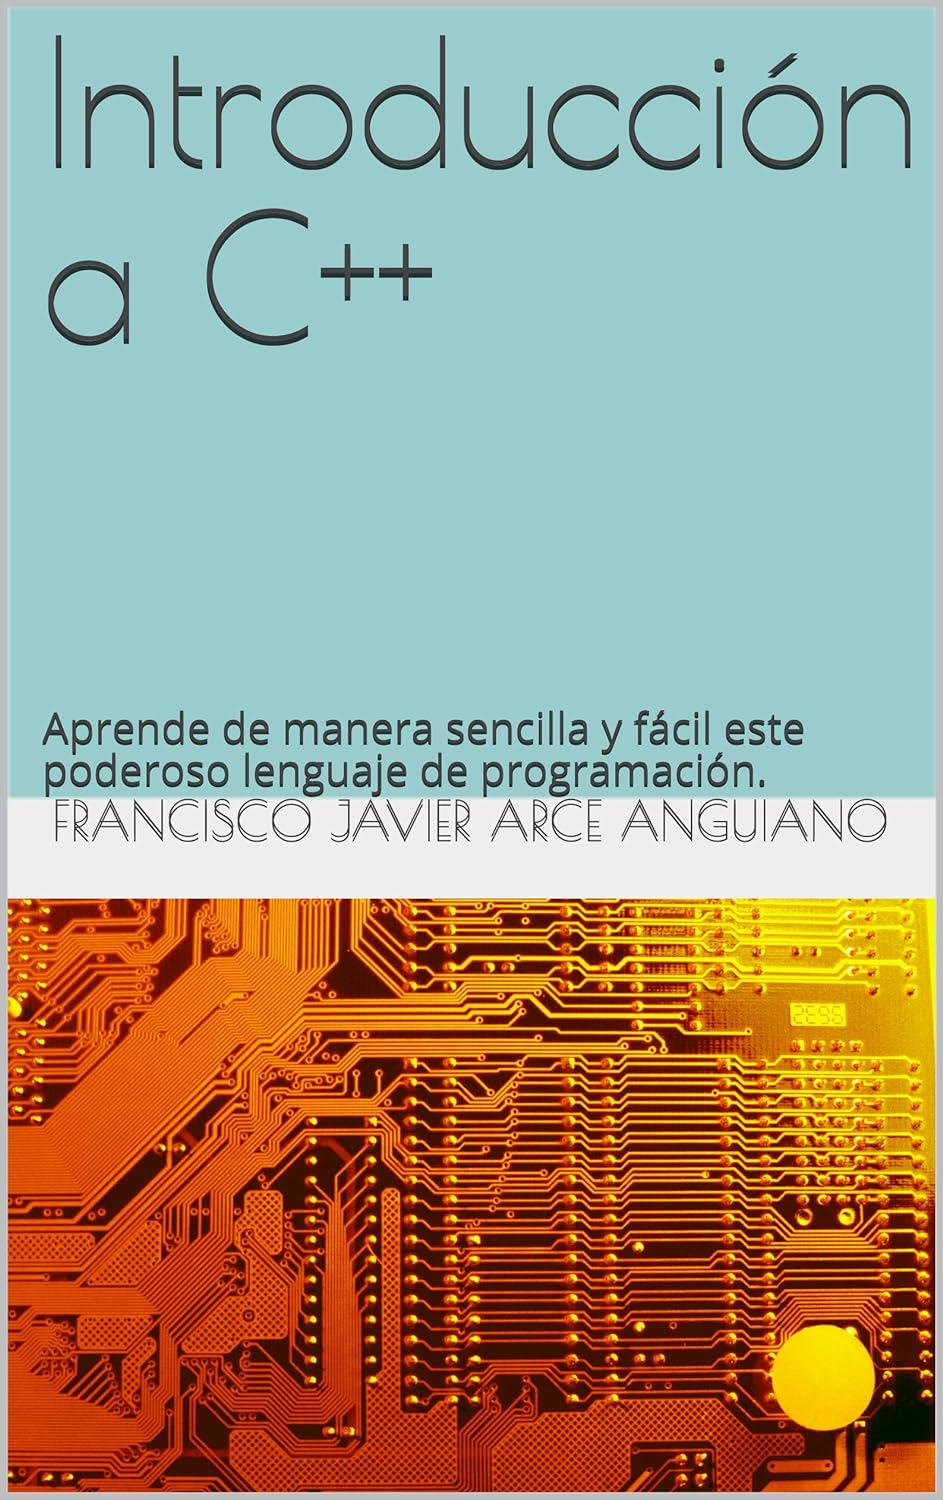 Introducción
a C++
Aprende de manera sencilla y fácil este
poderoso lenguaje de programación.
FRANCISCO JAVIER ARCE ANGUIANO